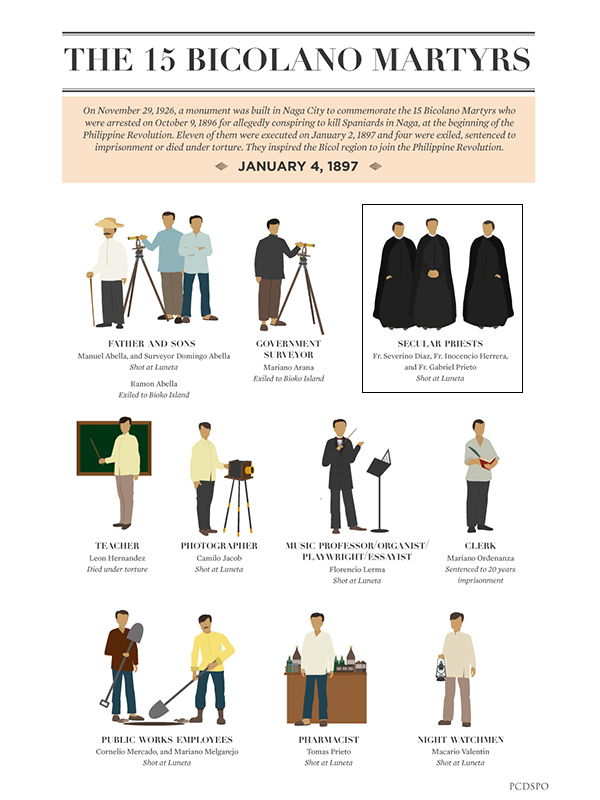 THE 15 BICOLANO MARTYRS
On November 29, 1926, a monument was built in Naga City to commemorate the 15 Bicolano Martyrs who
were arrested on October 9, 1896 for allegedly conspiring to kill Spaniards in Naga, at the beginning of the
Philippine Revolution. Eleven of them were executed on January 2, 1897 and four were exiled, sentenced to
imprisonment or died under torture. They inspired the Bicol region to join the Philippine Revolution.
JANUARY 4, 1897
FATHER AND SONS
Manuel Abella, and Surveyor Domingo Abella
Shot at Luneta
Ramon Abella
Exiled to Bioko Island
GOVERNMENT
SURVEYOR
Mariano Arana
Exiled to Bioko Island
SECULAR PRIESTS
Fr. Severino Diaz, Fr. Inocencio Herrera,
and Fr. Gabriel Prieto
Shot at Luneta
TEACHER
Leon Hernandez
Died under torture
PHOTOGRAPHER
Camilo Jacob
Shot at Luneta
MUSIC PROFESSOR/ORGANIST/
PLAYWRIGHT/ESSAYIST
Florencio Lerma
Shot at Luneta
CLERK
Mariano Ordenanza
Sentenced to 20 years
imprisonment
PUBLIC WORKS EMPLOYEES
Cornelio Mercado, and Mariano Melgarejo
Shot at Luneta
PHARMACIST
Tomas Prieto
Shot at Luneta
NIGHT WATCHMEN
Macario Valentin
Shot at Luneta
PCDSPO